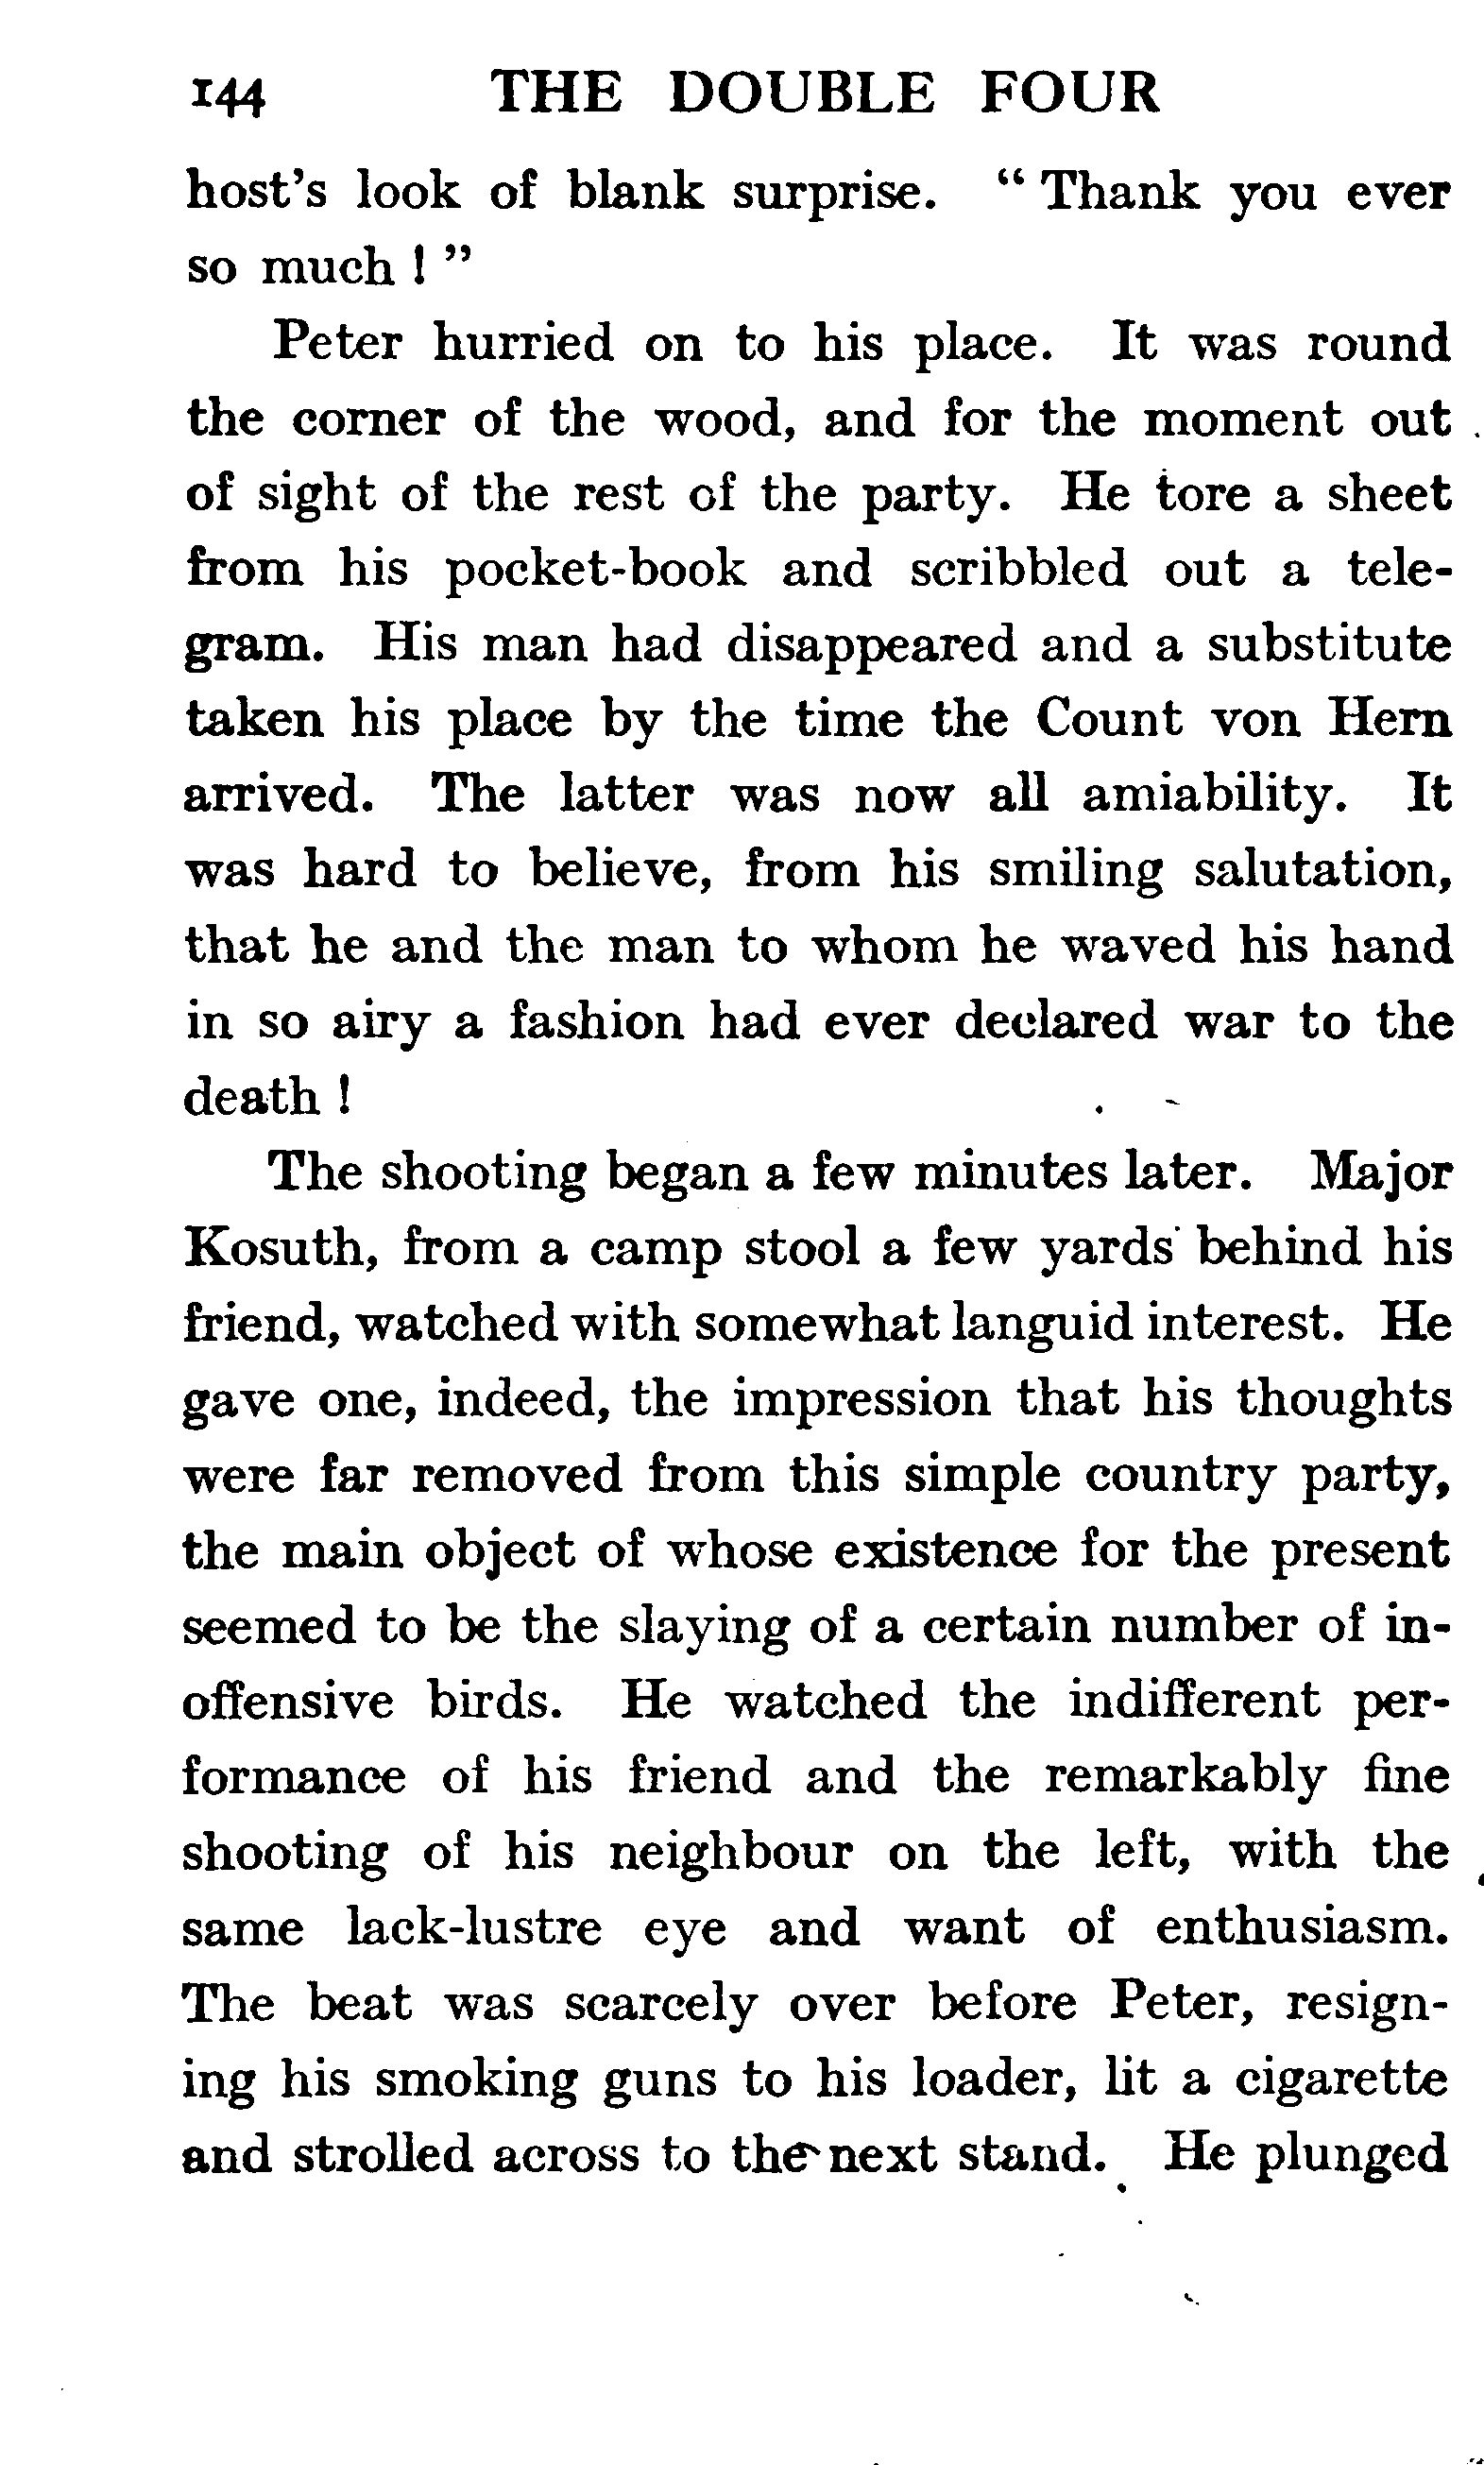 144 THE DOUBLE FOUR
host's look of blank surprise. “ Thank you ever
so much ! ”
Peter hurried on to his place. It was round
the corner of the wood, and for the moment out
of sight of the rest of the party. He tore a sheet
from his pocket-book and scribbled out a tele-
gram. His man had disappeared and a substitute
taken his place by the time the Count von Hern
arrived. The latter was now all amiability. It
was hard to believe, from his smiling salutation,
that he and the man to whom he waved his hand
in so airy a fashion had ever declared war to the
death !
The shooting began a few minutes later. Major
Kosuth, from a camp stool a few yards behind his
friend, watched with somewhat languid interest. He
gave one, indeed, the impression that his thoughts
were far removed from this simple country party,
the main object of whose existence for the present
seemed to be the slaying of a certain number of in-
offensive birds. He watched the indifferent per-
formance of his friend and the remarkably fine
shooting of his neighbour on the left, with the
same lack-lustre eye and want of enthusiasm.
The beat was scarcely over before Peter, resign-
ing his smoking guns to his loader, lit a cigarette
and strolled across to the next stand. He plunged